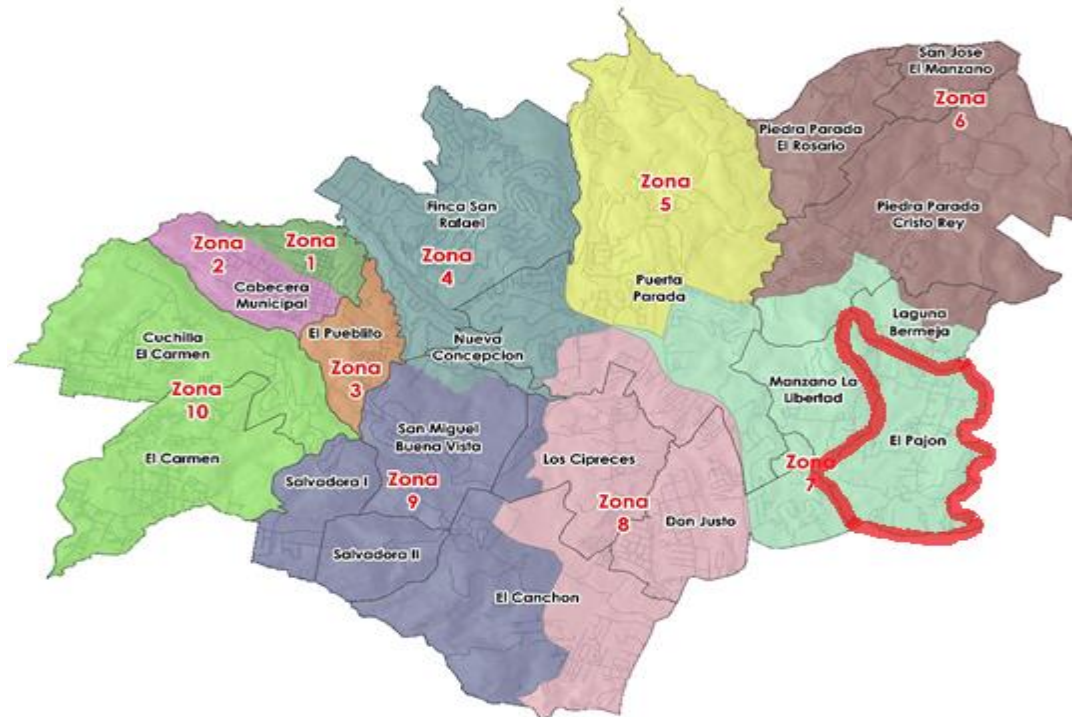 San Jose
El Manzano
Zona
6
Piedra Parada
El Rosario
Piedra Parada
Cristo Rey
Zona
5
Puerta
Parada
Finca San
Rafael
Zona
4
Nueva
Concepcion
Zona
1
Zona
2
Cabecera
Municipal
El Pueblito
Zona
3
Cuchilla
El Carmen
Zona
10
El Carmen
San Miguel
Buena Vista
Salvadora I
Zona
9
Salvadora II
El Canchon
Los Cipreces
Zona
8
Don Justo
Laguna
Bermeja
Manzano La
Libertad
El Pajon
Zona
7